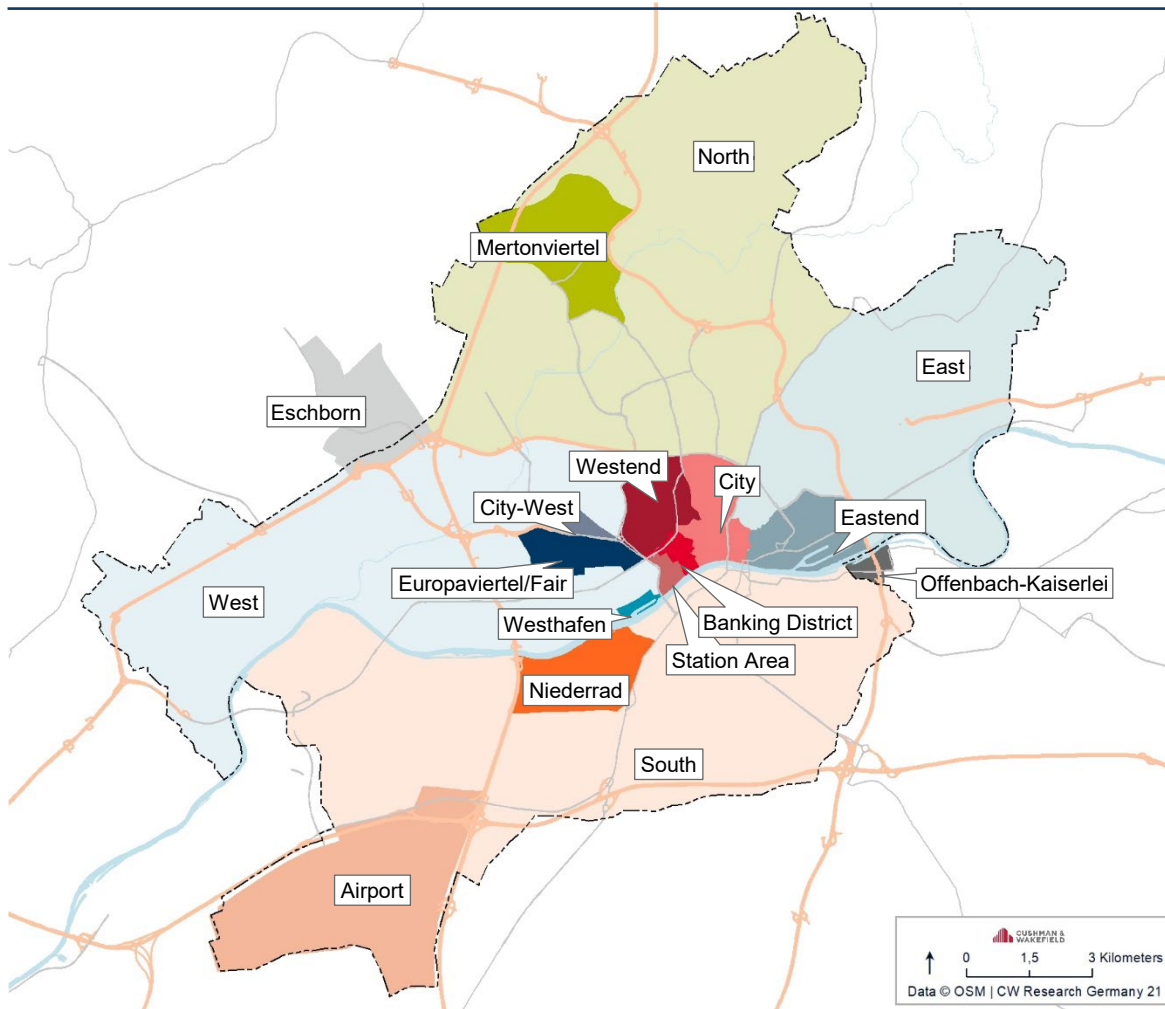 North
Mertonviertel
East
Eschborn
Westend
City
City-West
Eastend
Europaviertel/Fair
Offenbach-Kaiserlei
West
Westhafen
Banking District
Station Area
Niederrad
South
Airport
CUSHMAN &
WAKEFIELD
0 1,5 3 Kilometers
Data © OSM | CW Research Germany 21